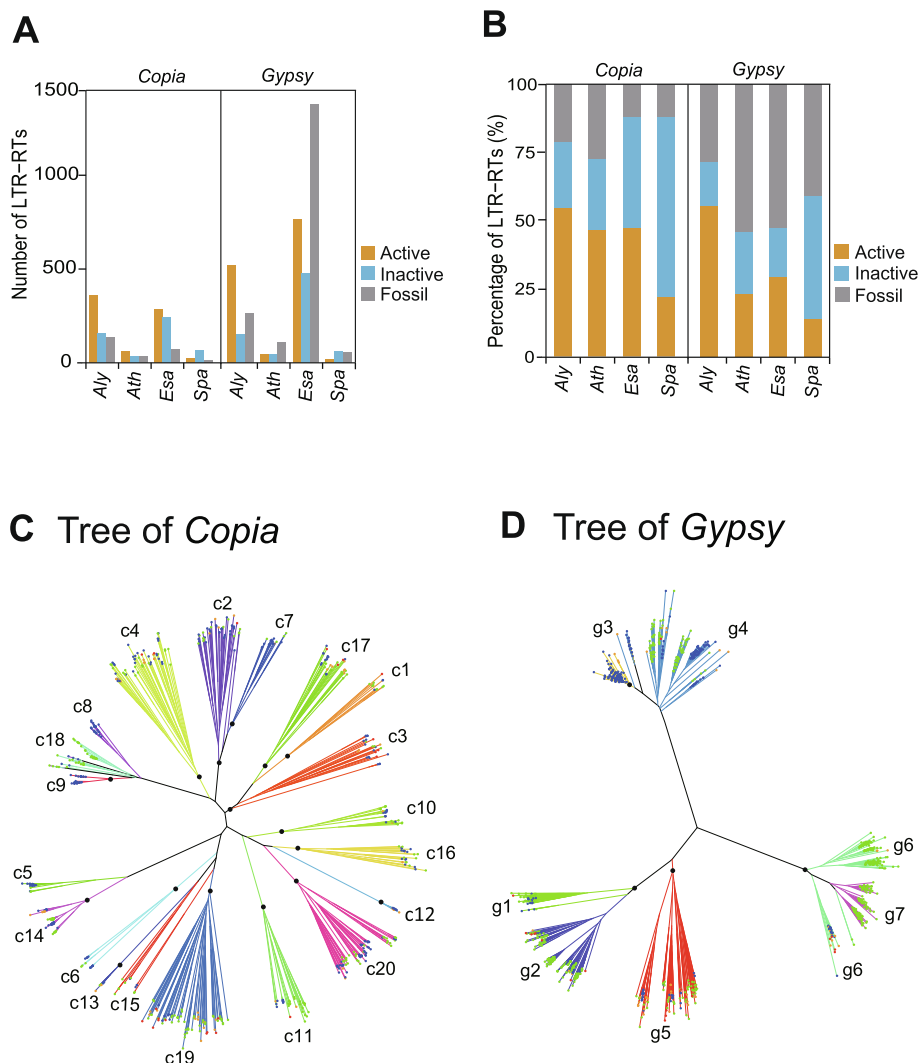 A
Copia Gypsy
Number of LTR−RTs
1500
1000
500
0
Aly Ath Esa Spa Aly Ath Esa Spa
Active
Inactive
Fossil
B
Copia Gypsy
Percentage of LTR−RTs (%)
100
75
50
25
0
Aly Ath Esa Spa Aly Ath Esa Spa
Active
Inactive
Fossil
C Tree of Copia
c2
c7
c4
c17
c1
c8
c3
c18
c9
c10
c16
c5
c12
c14
c20
c6
c13
c15
c11
c19
D Tree of Gypsy
g3
g4
g6
g1
g7
g2
g6
g5